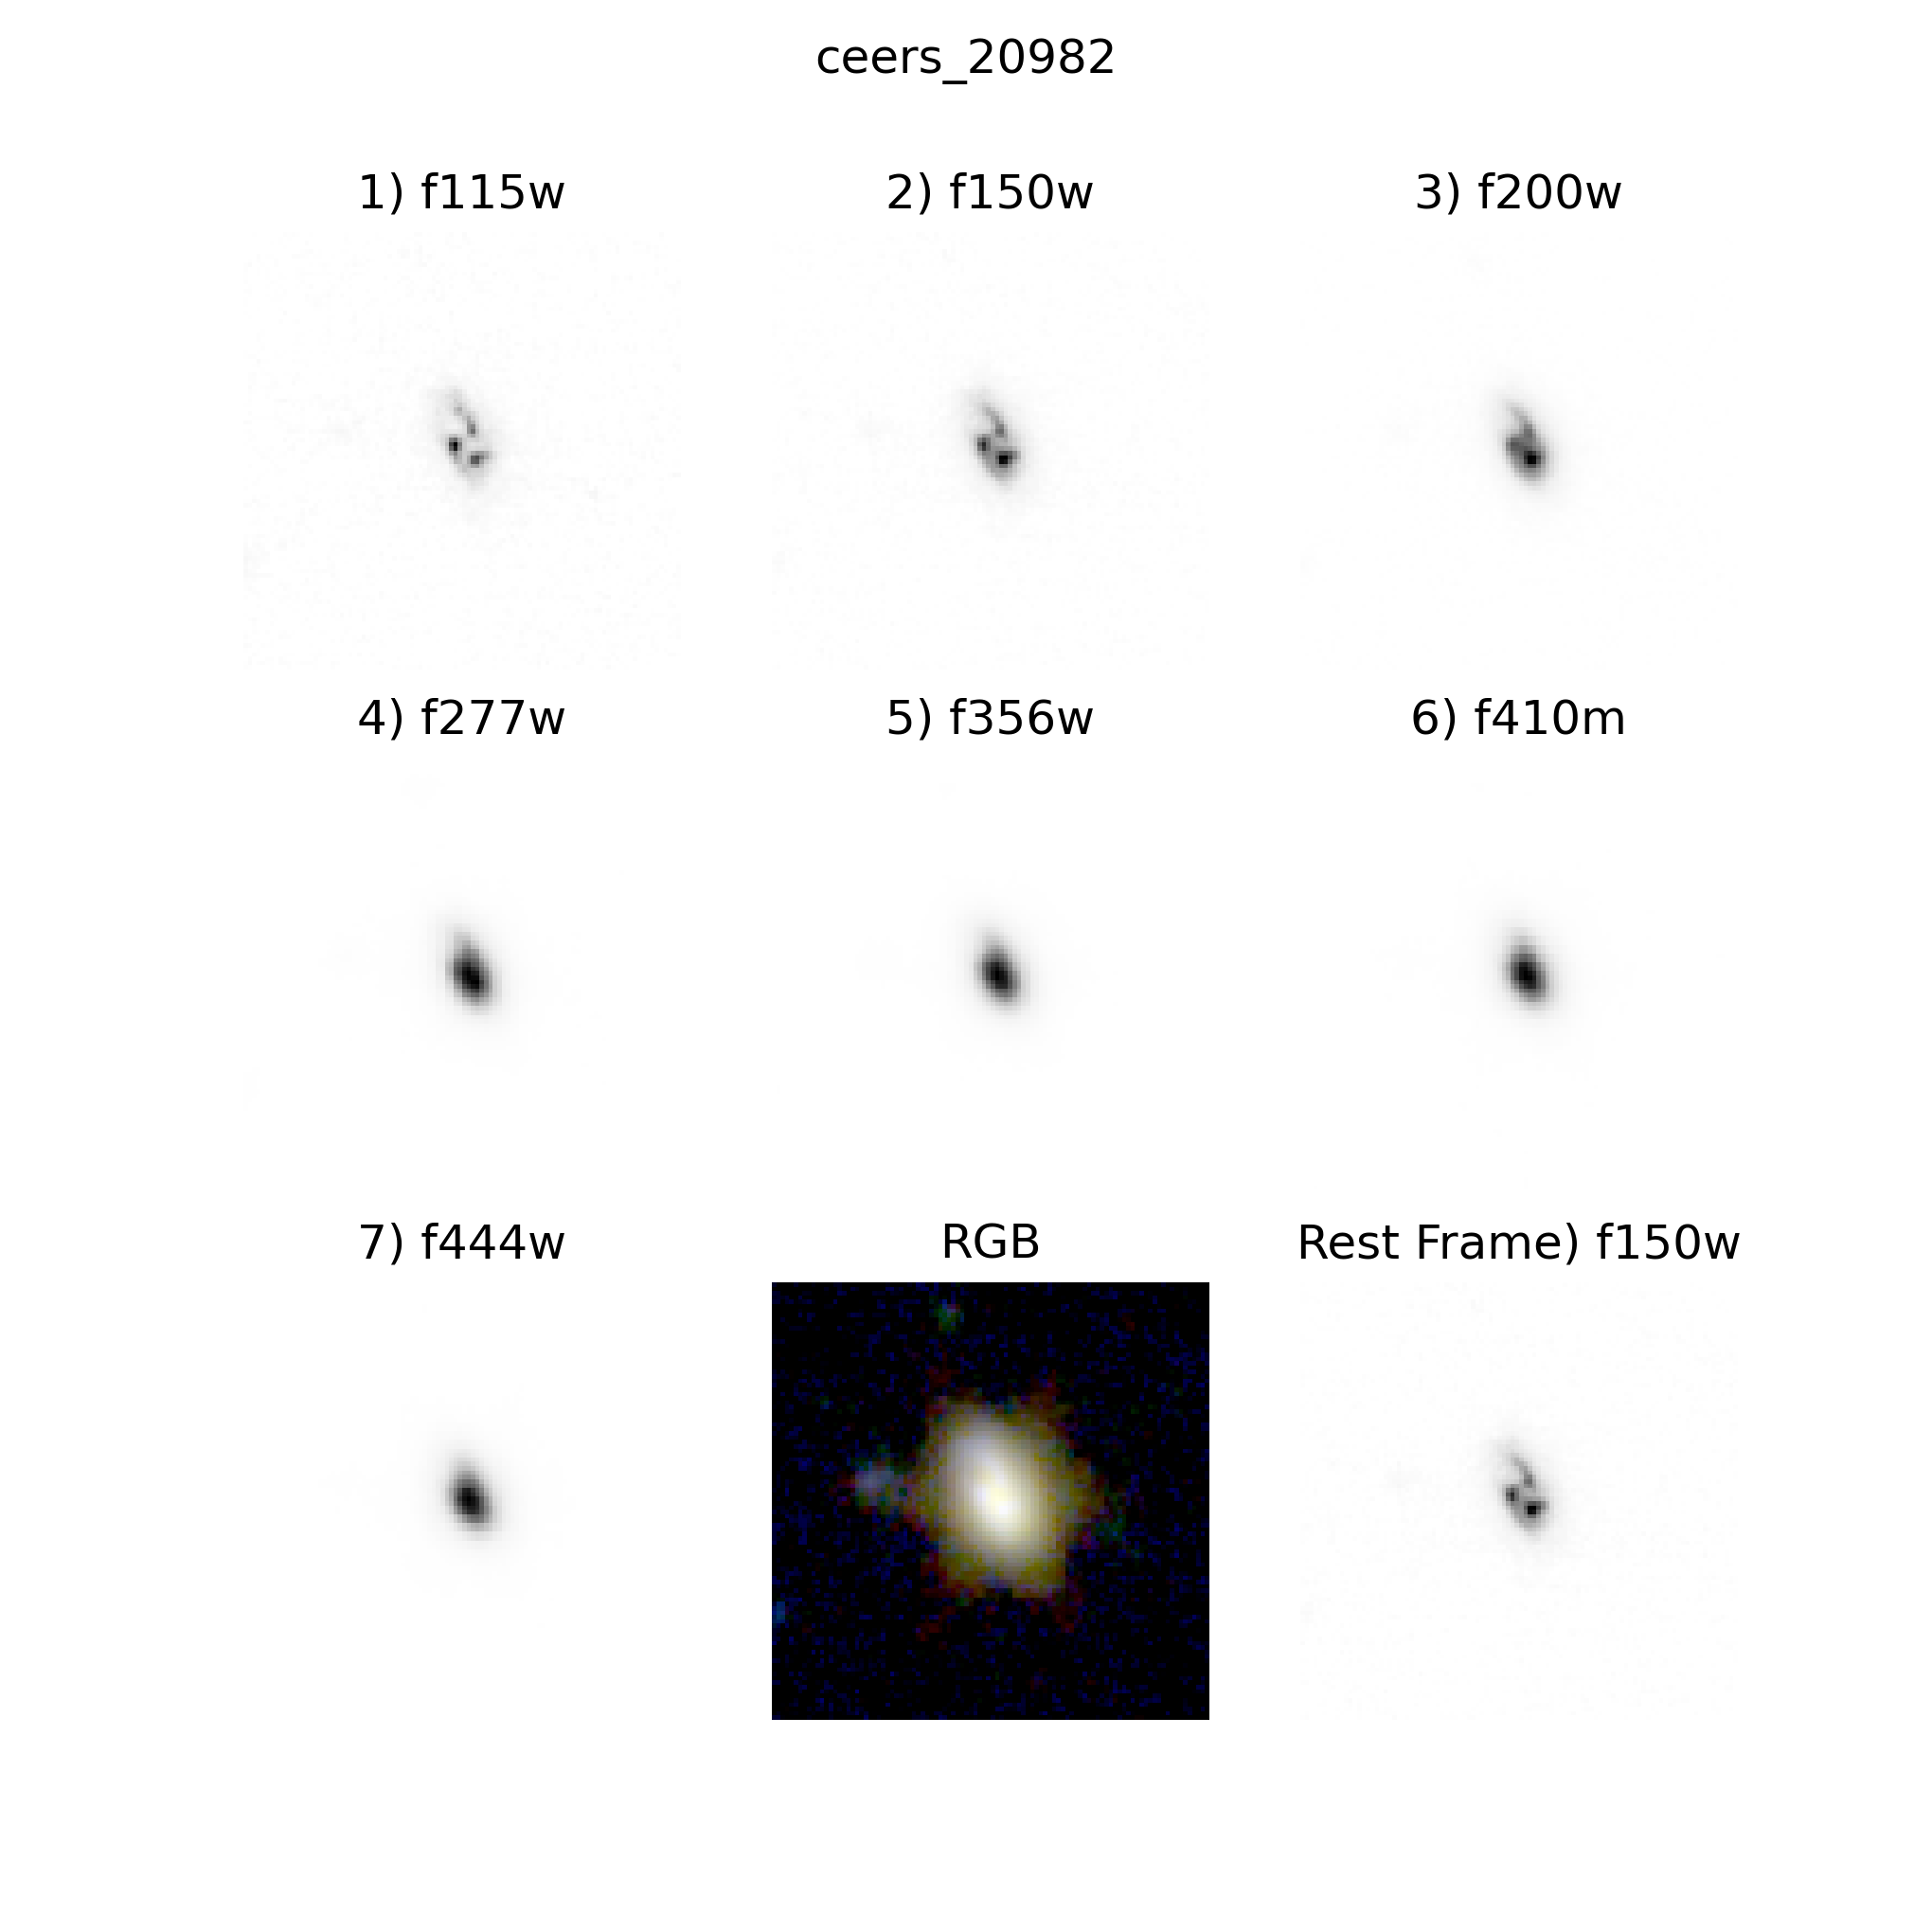 ceers_20982
1) f115w
2) f150w
3) f200w
4) f277w
5) f356w
6) f410m
7) f444w
RGB
Rest Frame) f150w